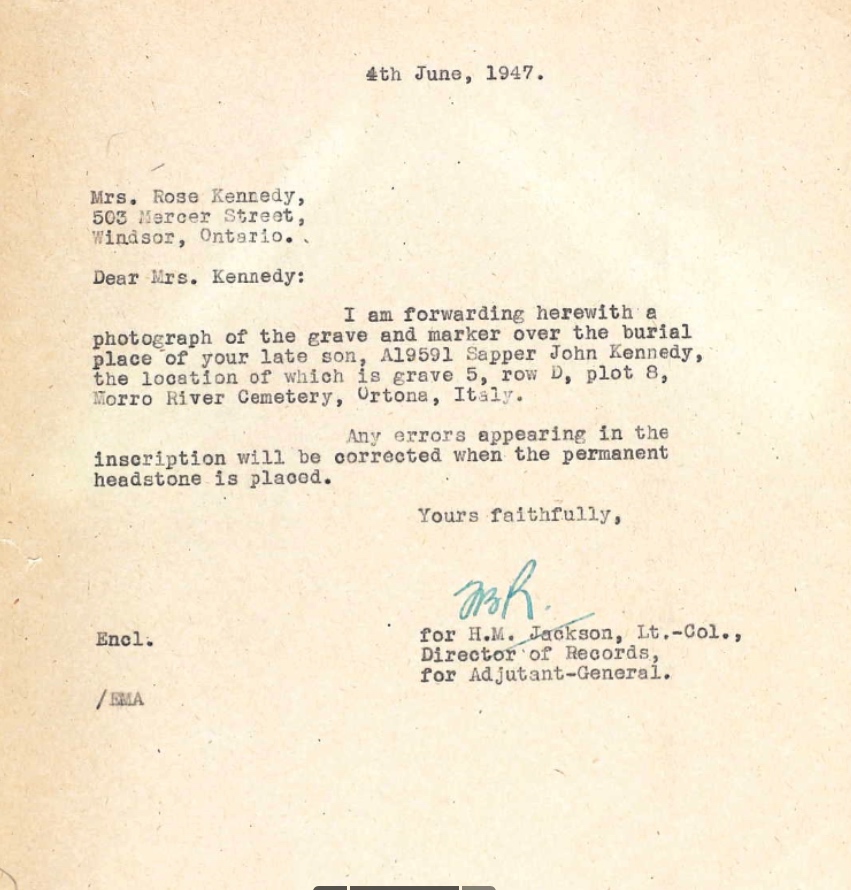 4th June, 1947.
Mrs. Rose Kennedy,
503 Mercer Street,
Windsor, Ontario.
Dear Mrs. Kennedy:
I am forwarding herewith a
photograph of the grave and marker over the burial
place of your late son, A19591 Sapper John Kennedy,
the location of which is grave 5, row D, plot 8,
Morro River Cemetery, Ortona, Italy.
Any errors appearing in the
inscription will be corrected when the permanent
headstone is placed.
Yours faithfully,
for H.M. Jackson, Lt.-Col.,
Director of Records,
for Adjutant-General.
Encl.
/EMA